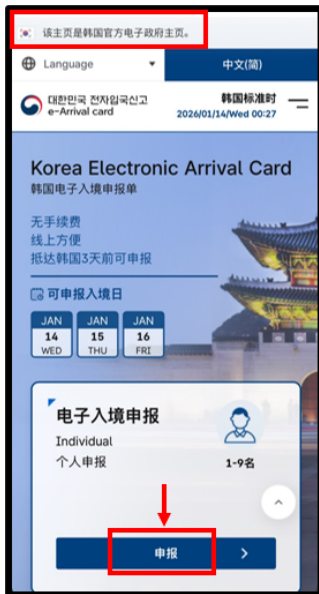 该主页是韩国官方电子政府主页。
Language
中文(简)
대한민국 전자입국신고
e-Arrival card
韩国标准时
2026/01/14/Wed 00:27
Korea Electronic Arrival Card
韩国电子入境申报单
无手续费
线上方便
抵达韩国3天前可申报
可申报入境日
JAN JAN JAN
14 15 16
WED THU FRI
电子入境申报
Individual
个人申报
1-9名
申报